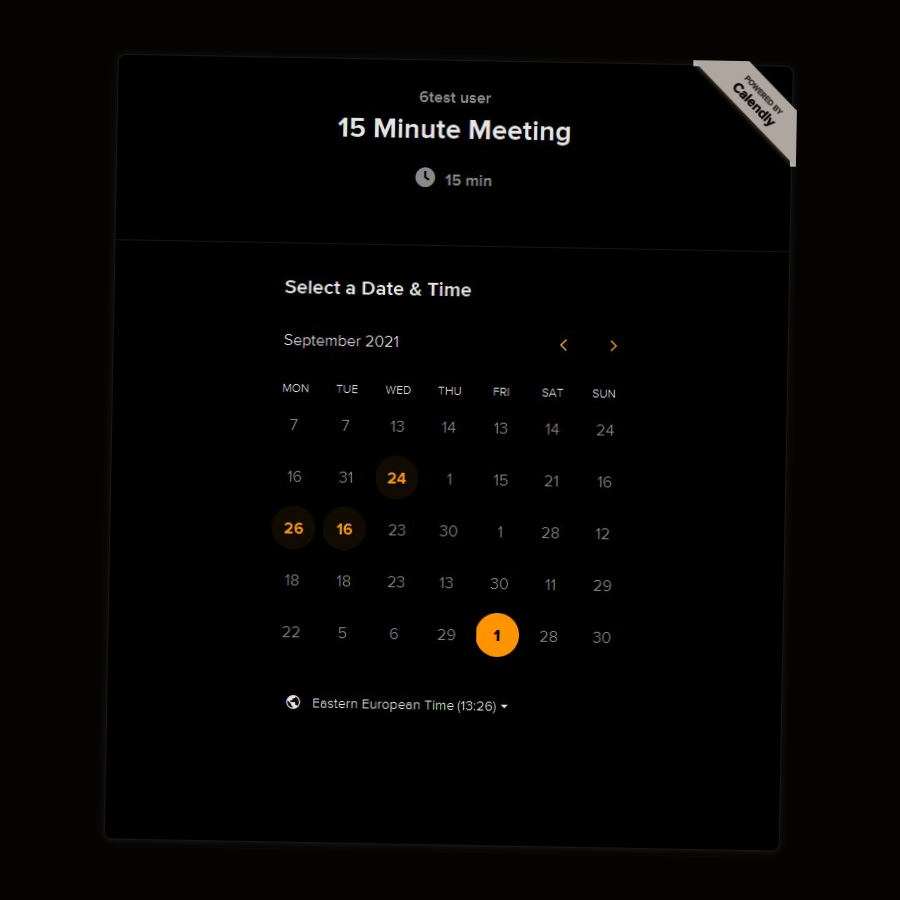 POWERED BY
Calendly
6test user
15 Minute Meeting
15 min
Select a Date & Time
September 2021
MON TUE WED THU FRI SAT SUN
7 7 13 14 13 14 24
16 31 24 1 15 21 16
26 16 23 30 1 28 12
18 18 23 13 30 11 29
22 5 6 29 1 28 30
Eastern European Time (13:26)